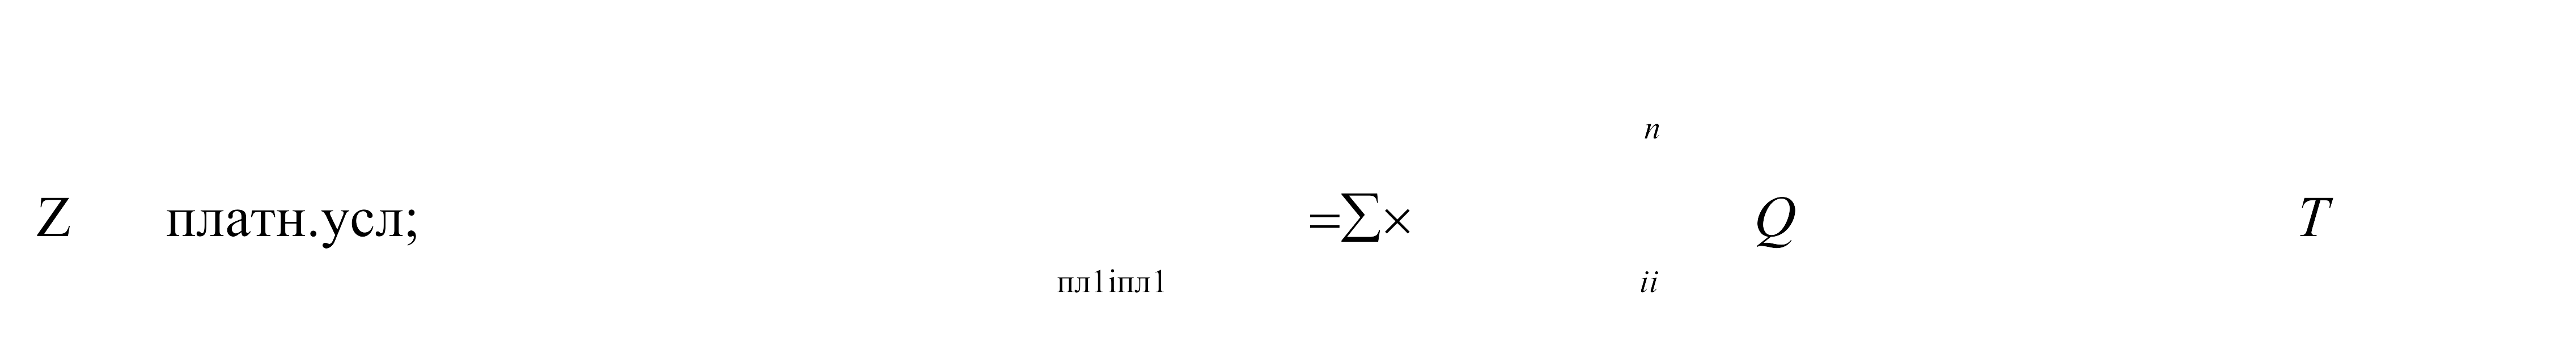 n
Z платн.усл; =∑× Q T
пл1iпл1 ii